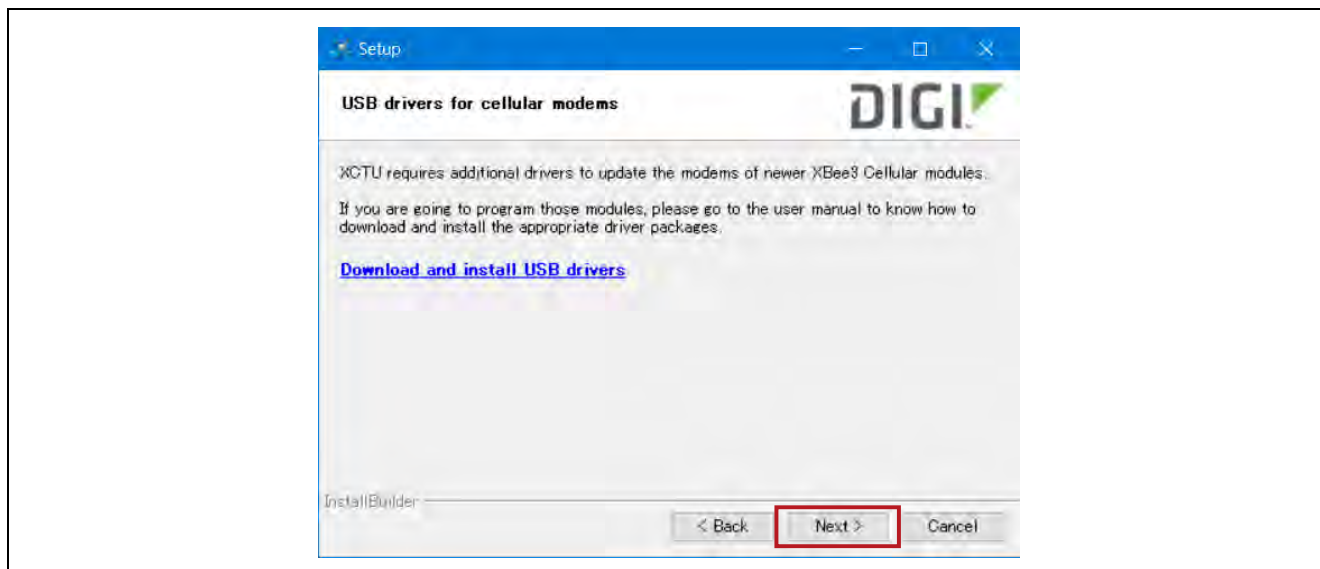 Setup
USB drivers for cellular modems
DIGI
XCTU requires additional drivers to update the modems of newer XBee3 Cellular modules.
If you are going to program those modules, please go to the user manual to know how to
download and install the appropriate driver packages.
Download and install USB drivers
InstallBuilder
< Back Next > Cancel